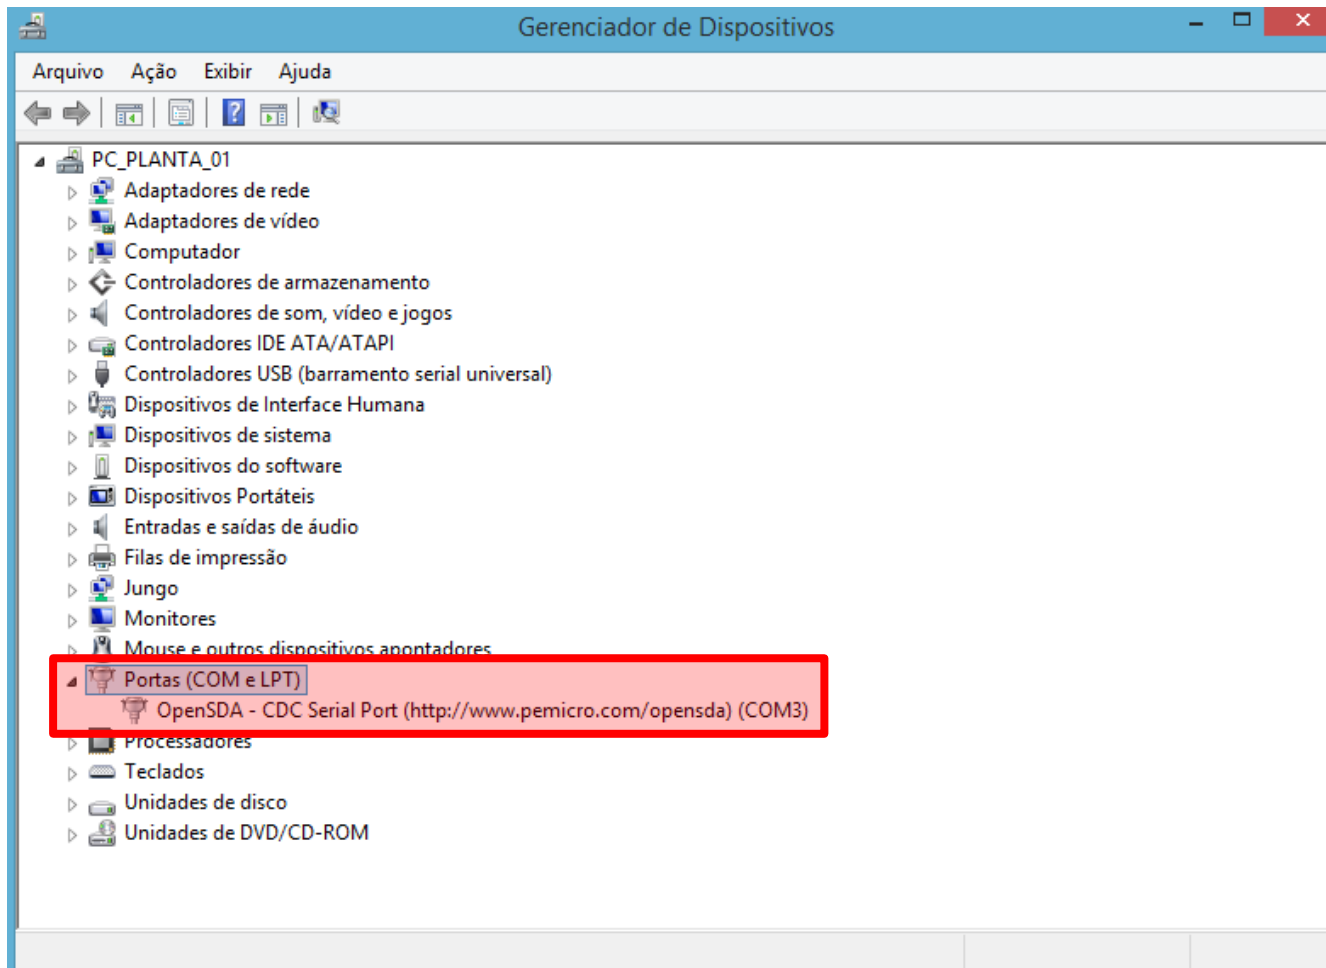 Gerenciador de Dispositivos
Arquivo Ação Exibir Ajuda
PC_PLANTA_01
Adaptadores de rede
Adaptadores de vídeo
Computador
Controladores de armazenamento
Controladores de som, vídeo e jogos
Controladores IDE ATA/ATAPI
Controladores USB (barramento serial universal)
Dispositivos de Interface Humana
Dispositivos de sistema
Dispositivos do software
Dispositivos Portáteis
Entradas e saídas de áudio
Filas de impressão
Jungo
Monitores
Mouse e outros dispositivos apontadores
Portas (COM e LPT)
OpenSDA - CDC Serial Port (http://www.pemicro.com/opensda) (COM3)
Processadores
Teclados
Unidades de disco
Unidades de DVD/CD-ROM